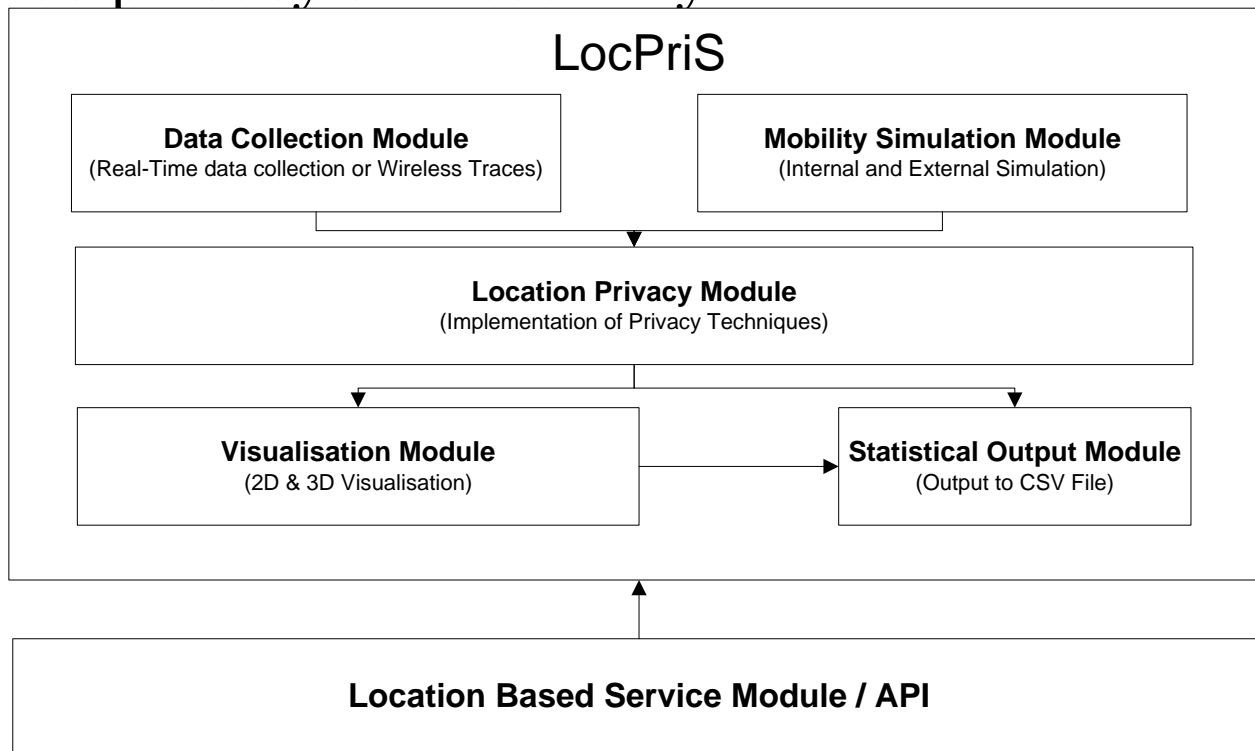 LocPriS
Data Collection Module
(Real-Time data collection or Wireless Traces)
Mobility Simulation Module
(Internal and External Simulation)
Location Privacy Module
(Implementation of Privacy Techniques)
Visualisation Module
(2D & 3D Visualisation)
Statistical Output Module
(Output to CSV File)
Location Based Service Module / API